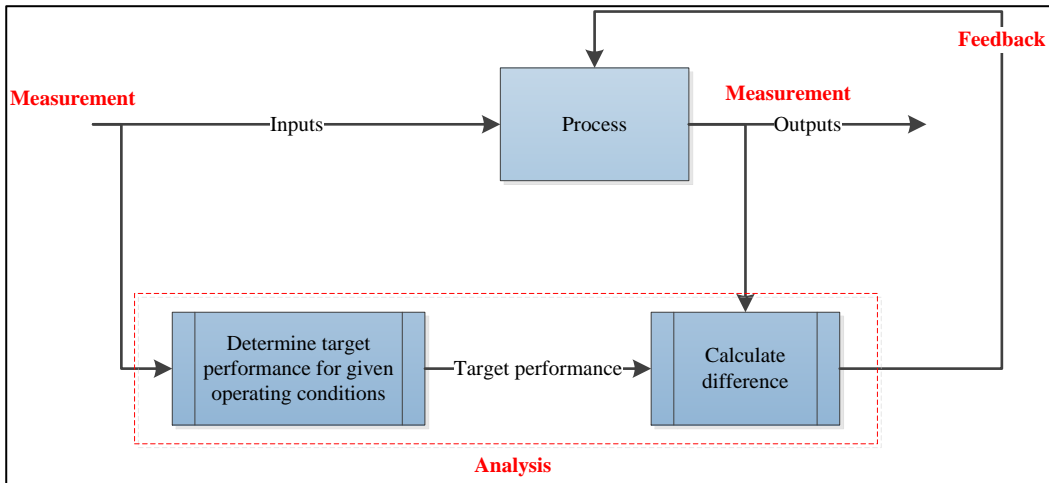 Feedback
Measurement
Measurement
Inputs
Process
Outputs
Determine target
performance for given
operating conditions
Target performance
Calculate
difference
Analysis